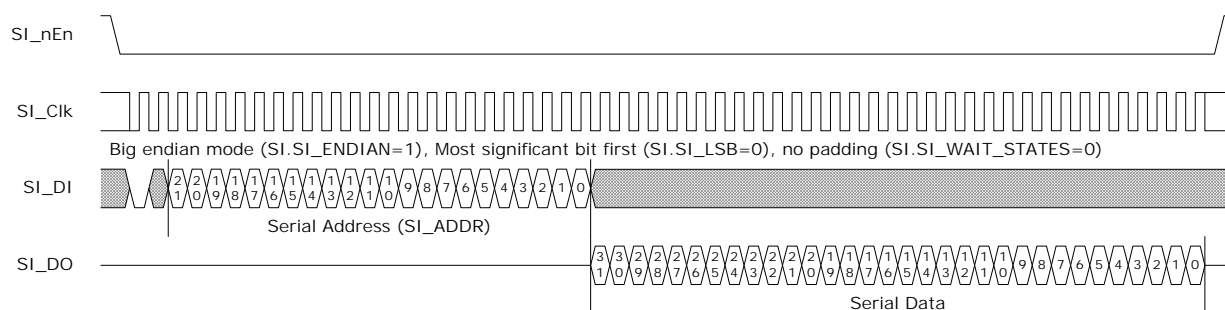 SI_nEn
SI_Clk
Big endian mode (SI.SI_ENDIAN=1), Most significant bit first (SI.SI_LSB=0), no padding (SI.SI_WAIT_STATES=0)
SI_DI 21 20 19 18 17 16 15 14 13 12 11 10 9 8 7 6 5 4 3 2 1 0
Serial Address (SI_ADDR)
SI_DO 31 30 29 28 27 26 25 24 23 22 21 20 19 18 17 16 15 14 13 12 11 10 9 8 7 6 5 4 3 2 1 0
Serial Data